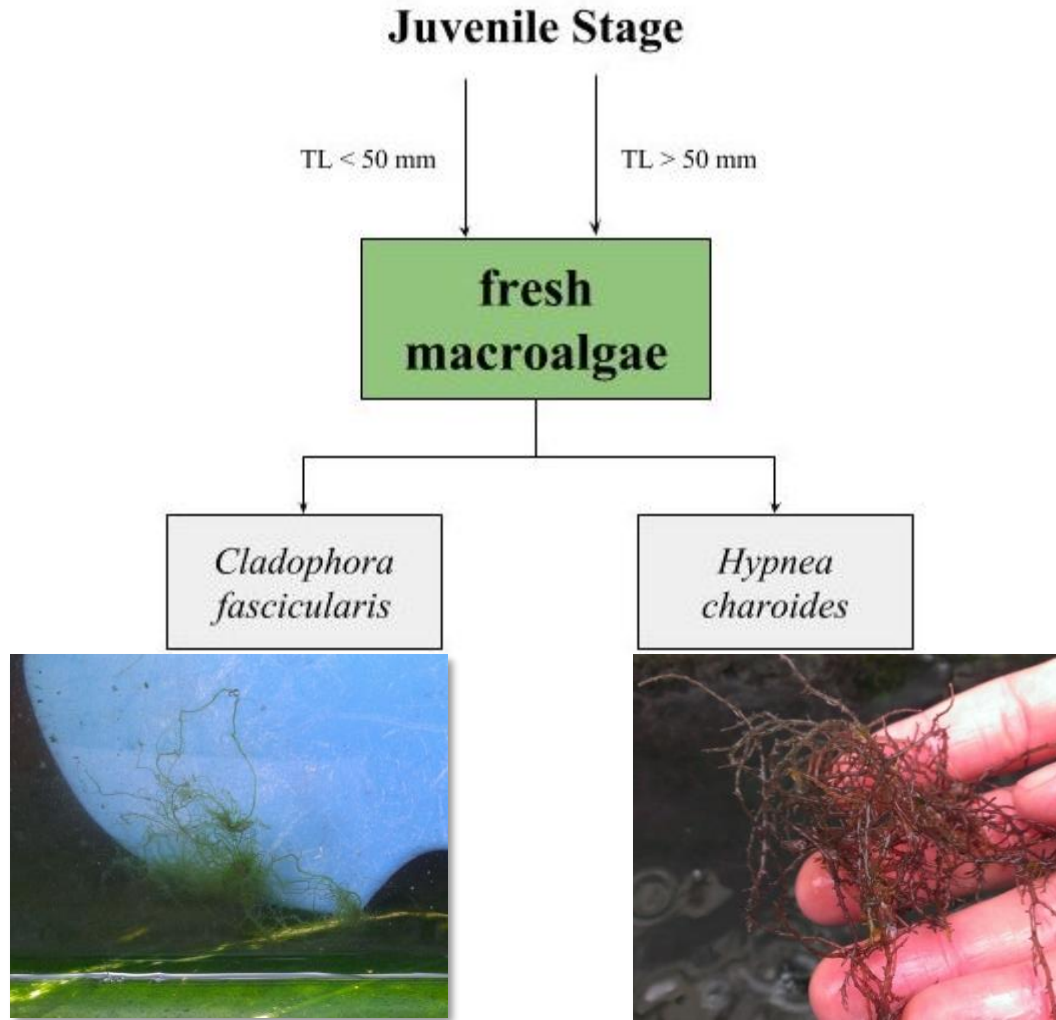 Juvenile Stage
TL < 50 mm
TL > 50 mm
fresh
macroalgae
Cladophora
fascicularis
Hypnea
charoides